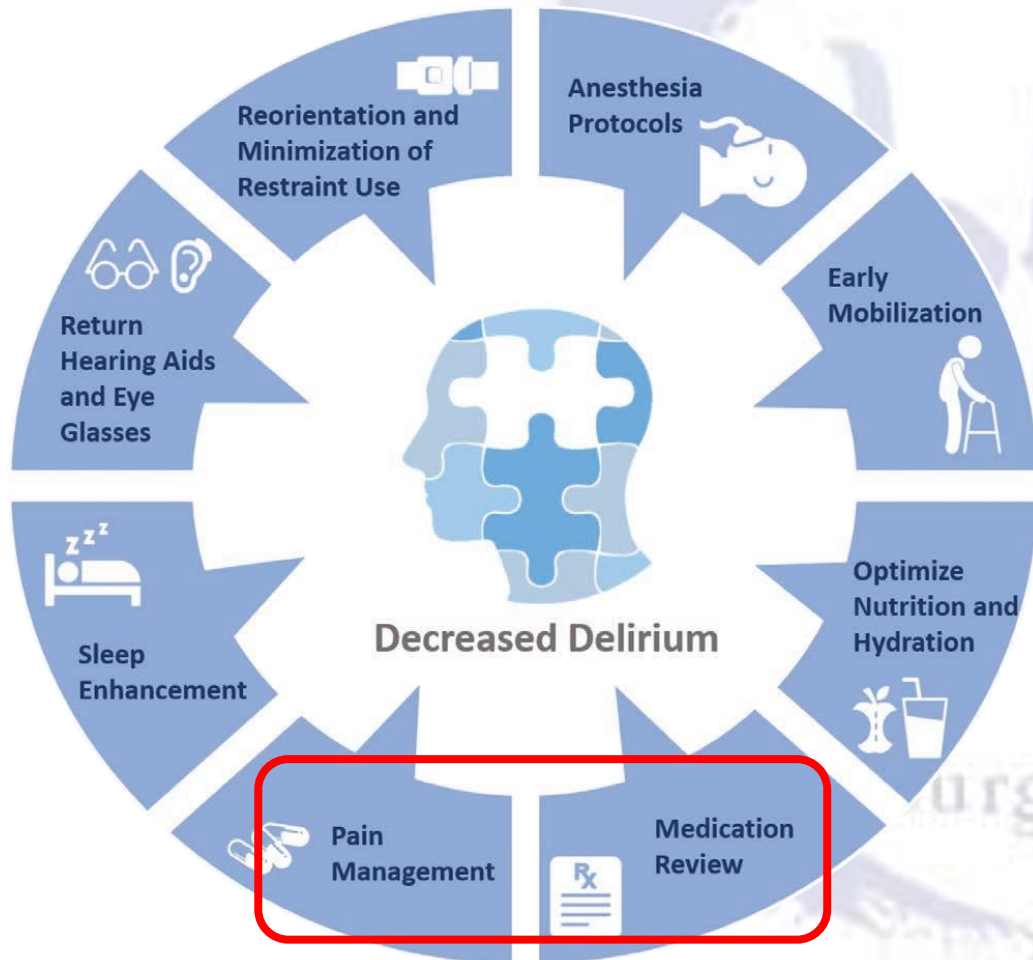 Reorientation and
Minimization of
Restraint Use
Anesthesia
Protocols
Early
Mobilization
Optimize
Nutrition and
Hydration
Medication
Review
Rx
Pain
Management
Sleep
Enhancement
z z z
Return
Hearing Aids
and Eye
Glasses
Decreased Delirium
urg